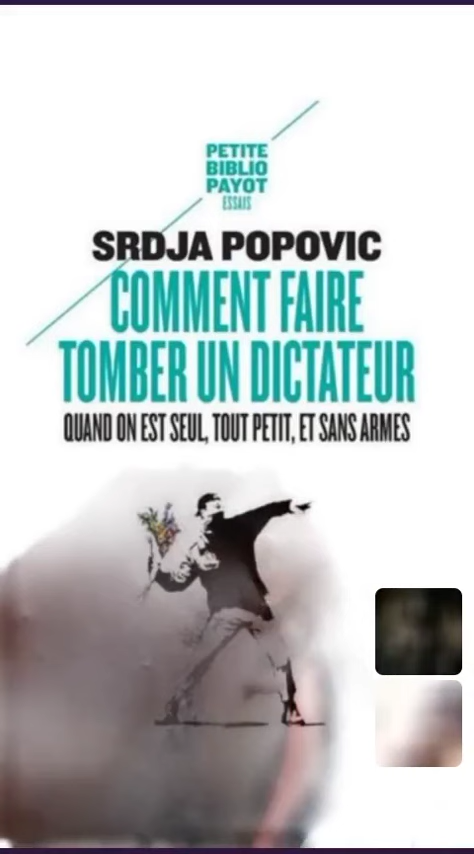 PETITE
BIBLIO
PAYOT
ESSAIS
SRDJA POPOVIC
COMMENT FAIRE
TOMBER UN DICTATEUR
QUAND ON EST SEUL, TOUT PETIT, ET SANS ARMES